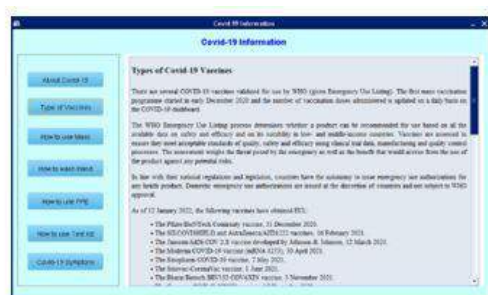 Covid 19 Information
Covid-19 Information
About Covid-19
Type of Vaccines
How to use Mask
How to wash Hand
How to use PPE
How to use Test Kit
Covid-19 Symptoms
Types of Covid-19 Vaccines
There are several COVID-19 vaccines validated for use by WHO (given Emergency Use Listing). The first mass vaccination
programme started in early December 2020 and the number of vaccination doses administered is updated on a daily basis on
the COVID-19 dashboard.
The WHO Emergency Use Listing process determines whether a product can be recommended for use based on all the
available data on safety and efficacy and on its suitability in low- and middle-income countries. Vaccines are assessed to
ensure they meet acceptable standards of quality, safety and efficacy using clinical trial data, manufacturing and quality control
processes. The assessment weighs the threat posed by the emergency as well as the benefit that would accrue from the use of
the product against any potential risks.
In line with their national regulations and legislation, countries have the autonomy to issue emergency use authorizations for
any health product. Domestic emergency use authorizations are issued at the discretion of countries and not subject to WHO
approval.
As of 12 January 2022, the following vaccines have obtained EUL:
• The Pfizer/BioNTech Comirnaty vaccine, 31 December 2020.
• The SII/COVISHIELD and AstraZeneca/AZD1222 vaccines, 16 February 2021.
• The Janssen/Ad26.COV 2.S vaccine developed by Johnson & Johnson, 12 March 2021.
• The Moderna COVID-19 vaccine (mRNA 1273), 30 April 2021.
• The Sinopharm COVID-19 vaccine, 7 May 2021.
• The Sinovac-CoronaVac vaccine, 1 June 2021.
• The Bharat Biotech BBV152 COVAXIN vaccine, 3 November 2021.